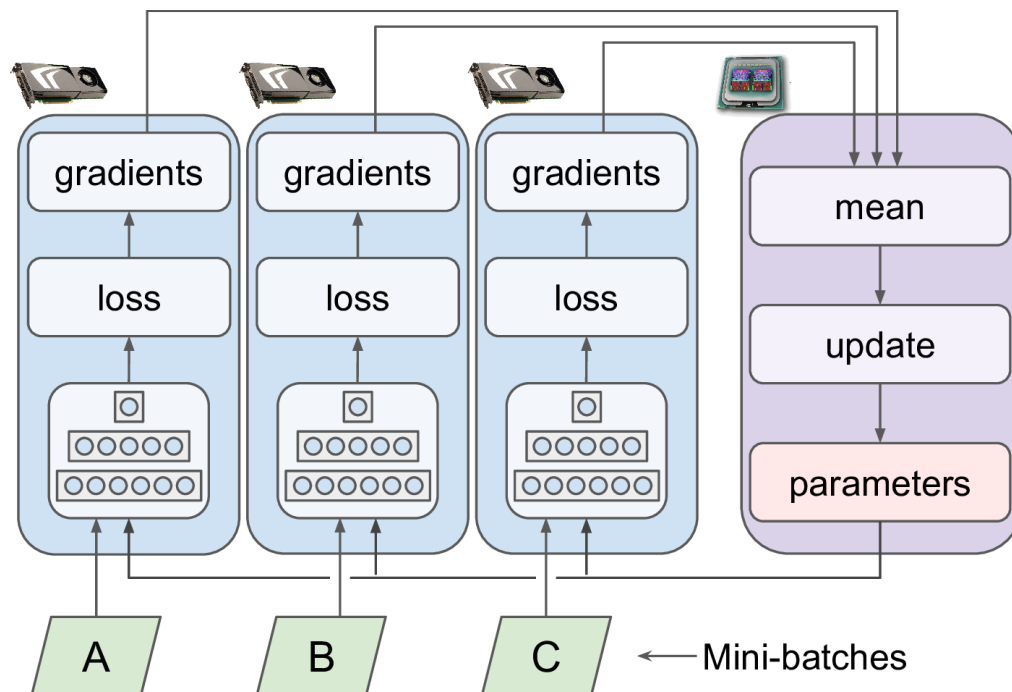 gradients
gradients
gradients
mean
loss
loss
loss
update
parameters
A
B
C
Mini-batches